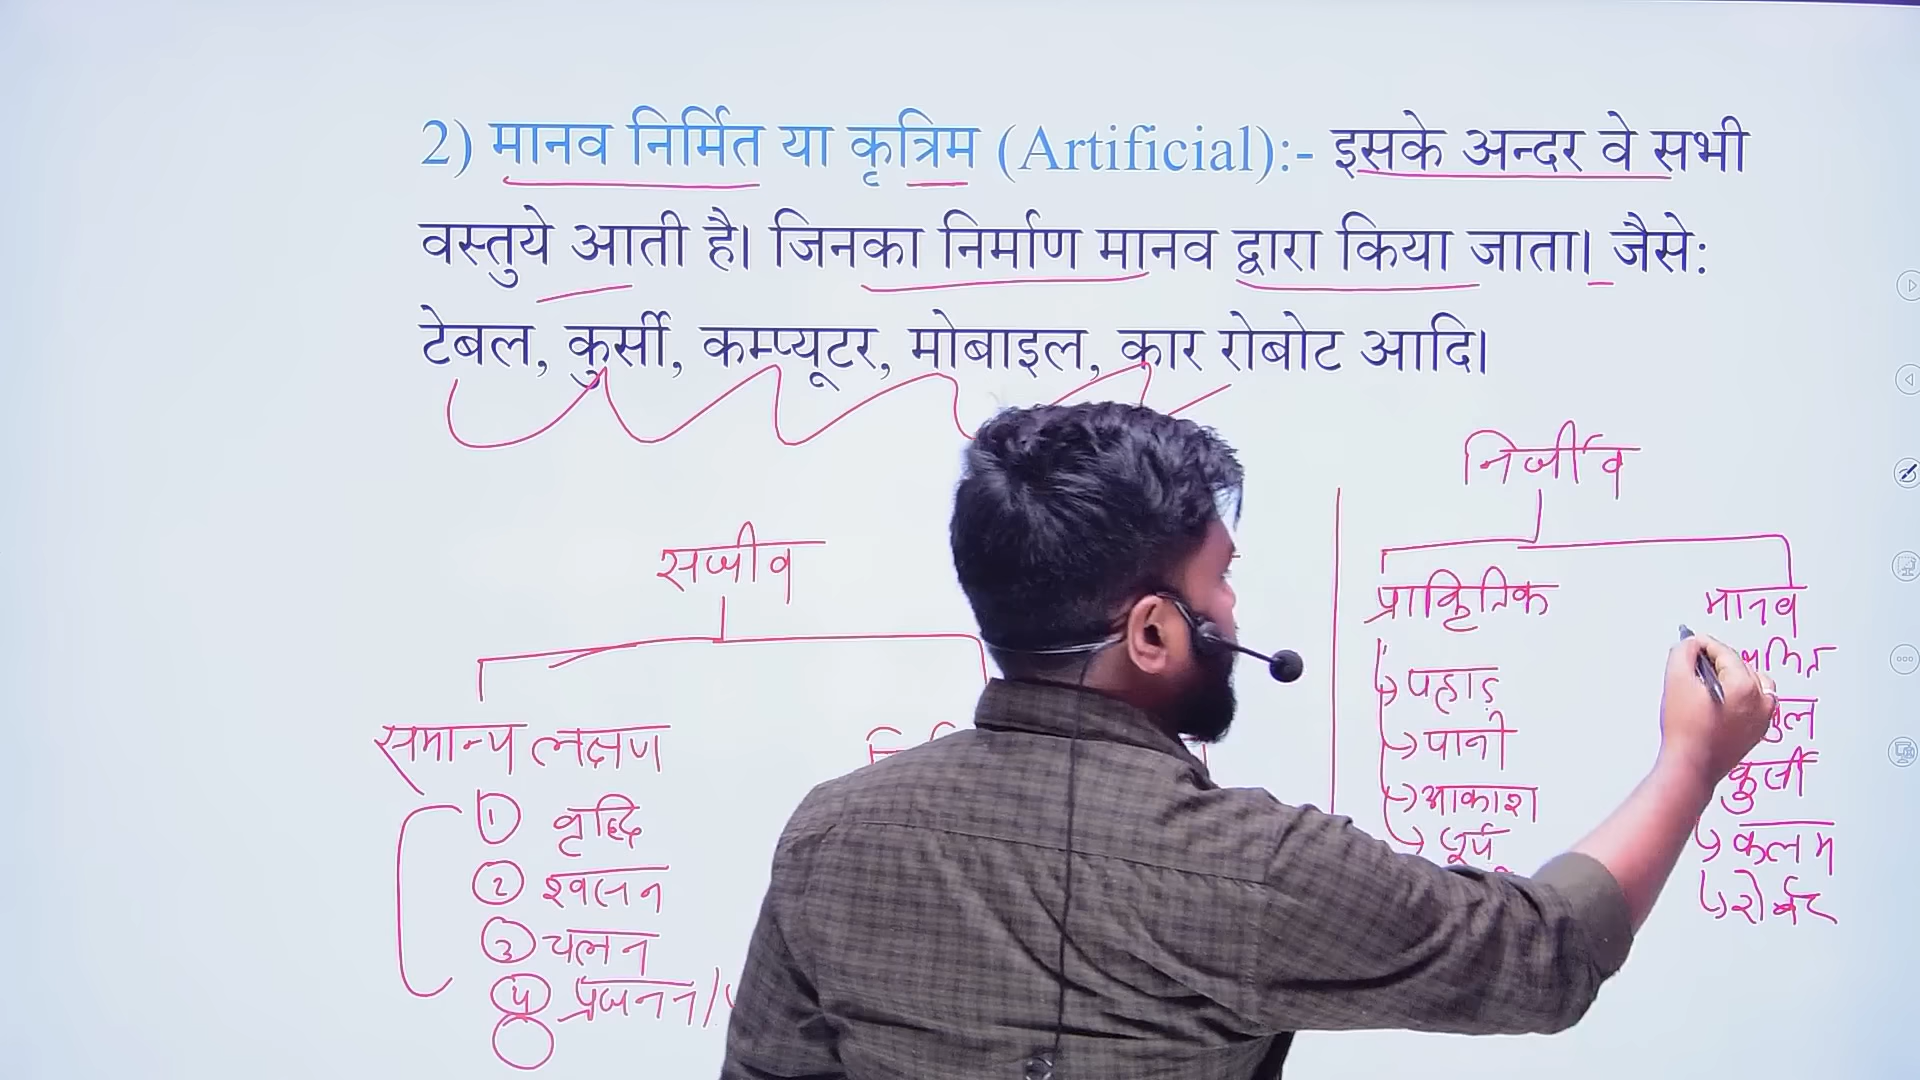 2) मानव निर्मित या कृत्रिम (Artificial):- इसके अन्दर वे सभी
वस्तुये आती है। जिनका निर्माण मानव द्वारा किया जाता। जैसे:
टेबल, कुर्सी, कम्प्यूटर, मोबाइल, कार रोबोट आदि।
सजीव
समान्य लक्षण
1 वृद्धि
2 श्वसन
3 चलन
4 प्रजनन/
निर्जीव
प्राकृितिक
पहाड़
पानी
आकाश
मानव
कुर्सी
कलम